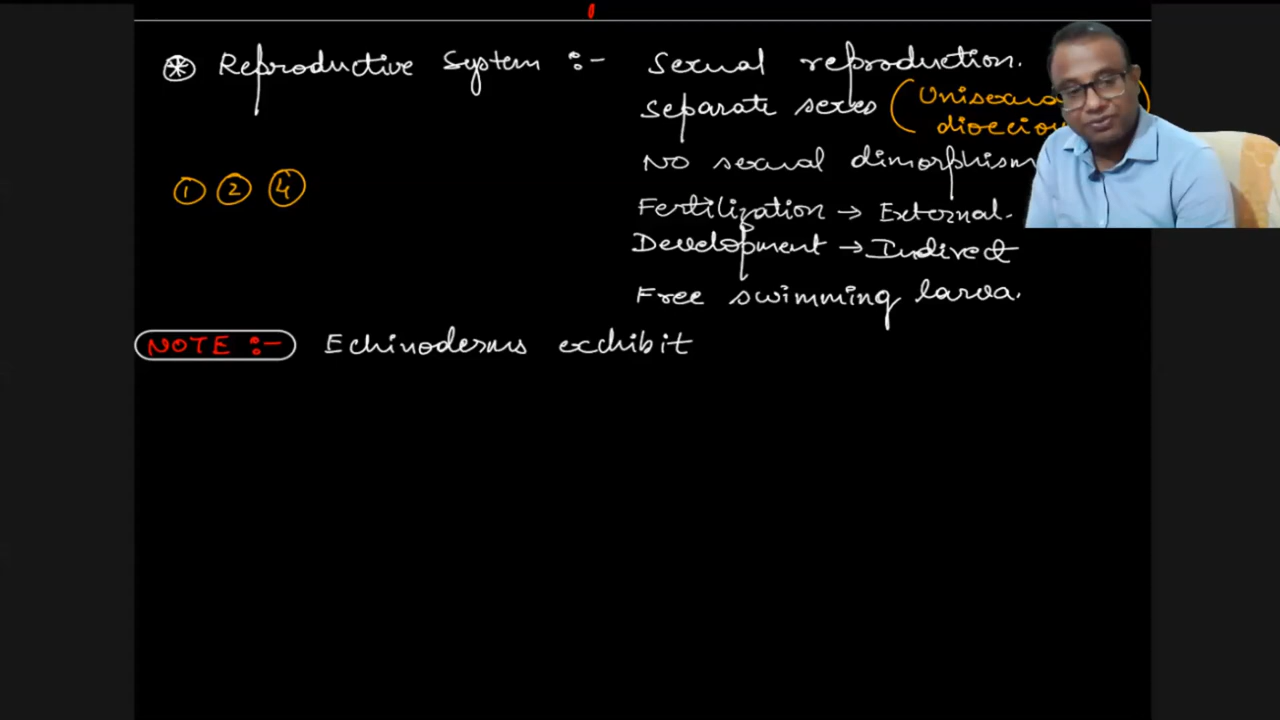 * Reproductive System :- Sexual reproduction.
Separate sexes (Unisexual
dioecious
No sexual dimorphism
① ② ④
Fertilization → External.
Development → Indirect
Free swimming larva.
NOTE :- Echinoderms exhibit